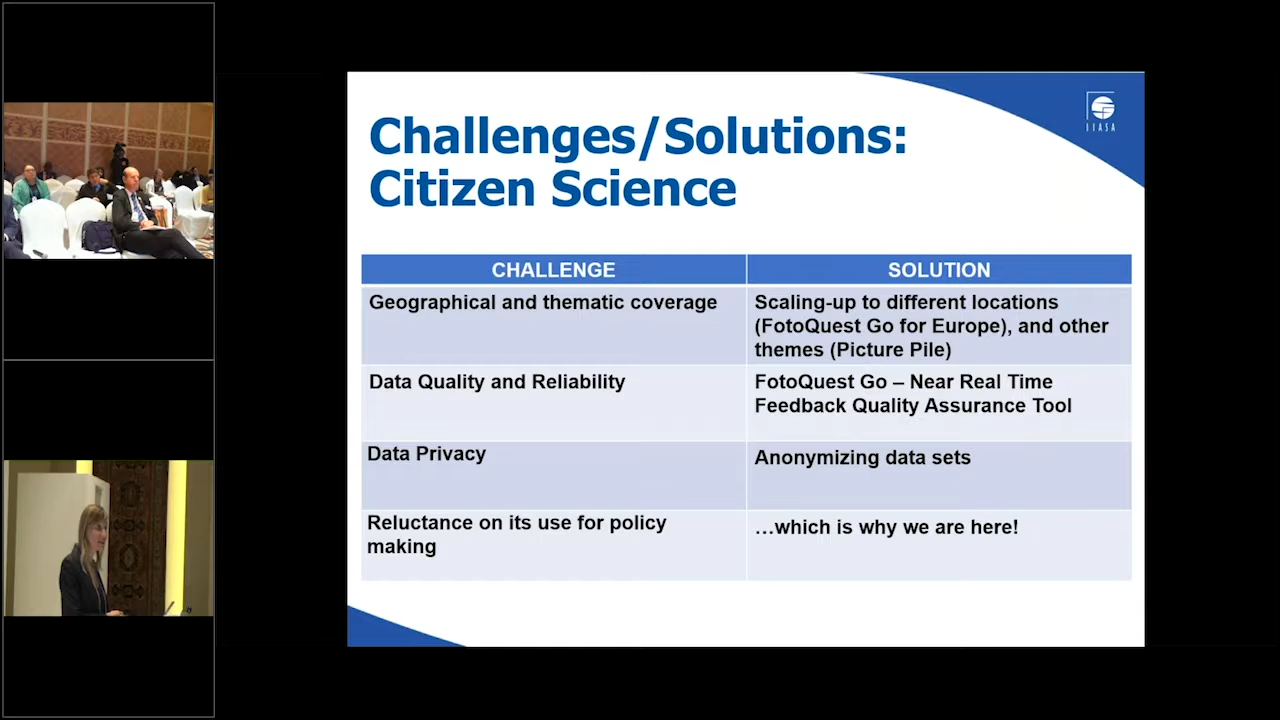 IIASA
Challenges/Solutions:
Citizen Science
CHALLENGE
SOLUTION
Geographical and thematic coverage
Scaling-up to different locations
(FotoQuest Go for Europe), and other
themes (Picture Pile)
Data Quality and Reliability
FotoQuest Go – Near Real Time
Feedback Quality Assurance Tool
Data Privacy
Anonymizing data sets
Reluctance on its use for policy
making
…which is why we are here!